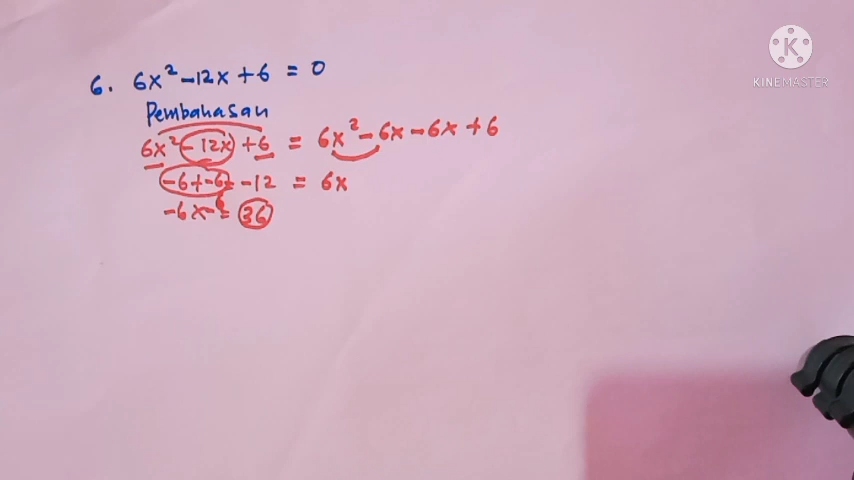 K
KINEMASTER
6. 6x² -12x +6 = 0
Pembahasan
6x² -12x +6 = 6x² -6x -6x +6
-6+-6= -12 = 6x
-6x-6= 36